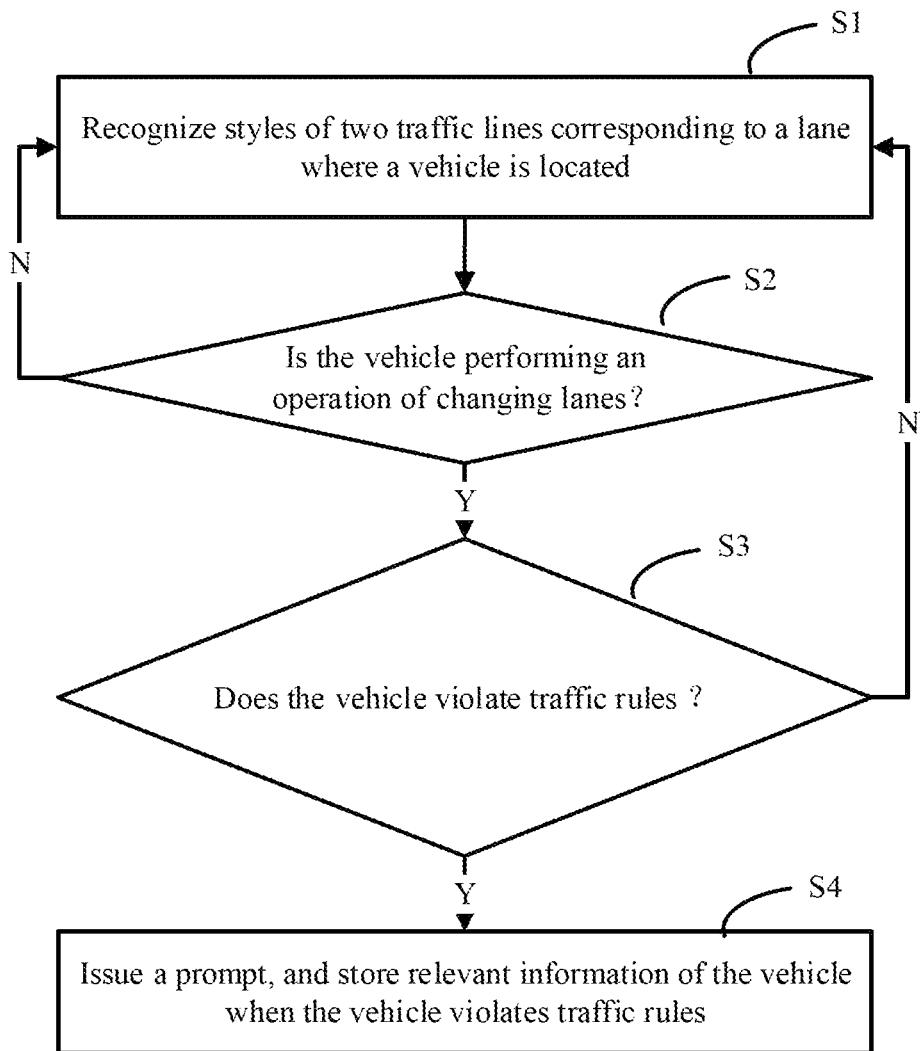 S1
Recognize styles of two traffic lines corresponding to a lane
where a vehicle is located
N
S2
Is the vehicle performing an
operation of changing lanes?
N
Y
S3
Does the vehicle violate traffic rules ?
Y
S4
Issue a prompt, and store relevant information of the vehicle
when the vehicle violates traffic rules